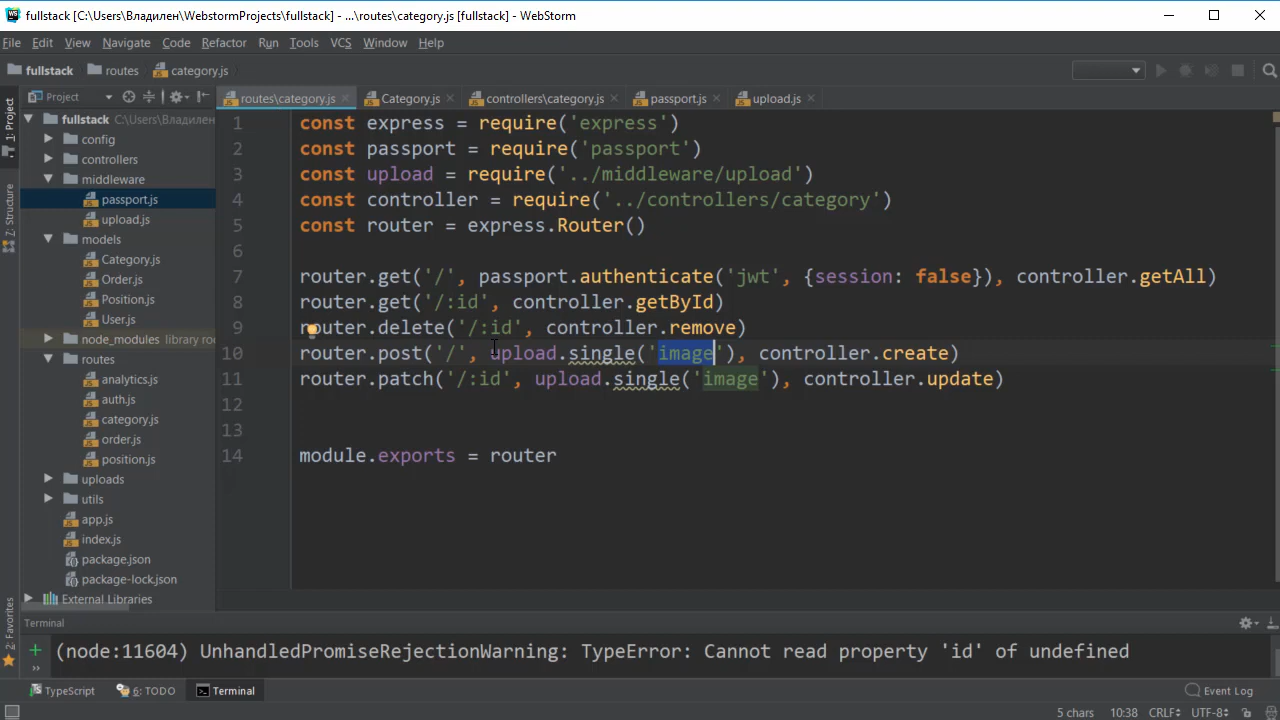 fullstack [C:\Users\Владилен\WebstormProjects\fullstack] - ...\routes\category.js [fullstack] - WebStorm
File Edit View Navigate Code Refactor Run Tools VCS Window Help
fullstack routes category.js
1: Project
Project
routes\category.js Category.js controllers\category.js passport.js upload.js
fullstack C:\Users\Владилен
config
controllers
middleware
passport.js
upload.js
models
Category.js
Order.js
Position.js
User.js
node_modules library roo
routes
analytics.js
auth.js
category.js
order.js
position.js
uploads
utils
app.js
index.js
package.json
package-lock.json
External Libraries
Z: Structure
2: Favorites
1 const express = require('express')
2 const passport = require('passport')
3 const upload = require('../middleware/upload')
4 const controller = require('../controllers/category')
5 const router = express.Router()
6
7 router.get('/', passport.authenticate('jwt', {session: false}), controller.getAll)
8 router.get('/:id', controller.getById)
9 router.delete('/:id', controller.remove)
10 router.post('/', upload.single('image'), controller.create)
11 router.patch('/:id', upload.single('image'), controller.update)
12
13
14 module.exports = router
Terminal
(node:11604) UnhandledPromiseRejectionWarning: TypeError: Cannot read property 'id' of undefined
TypeScript 6: TODO Terminal Event Log
5 chars 10:38 CRLF UTF-8